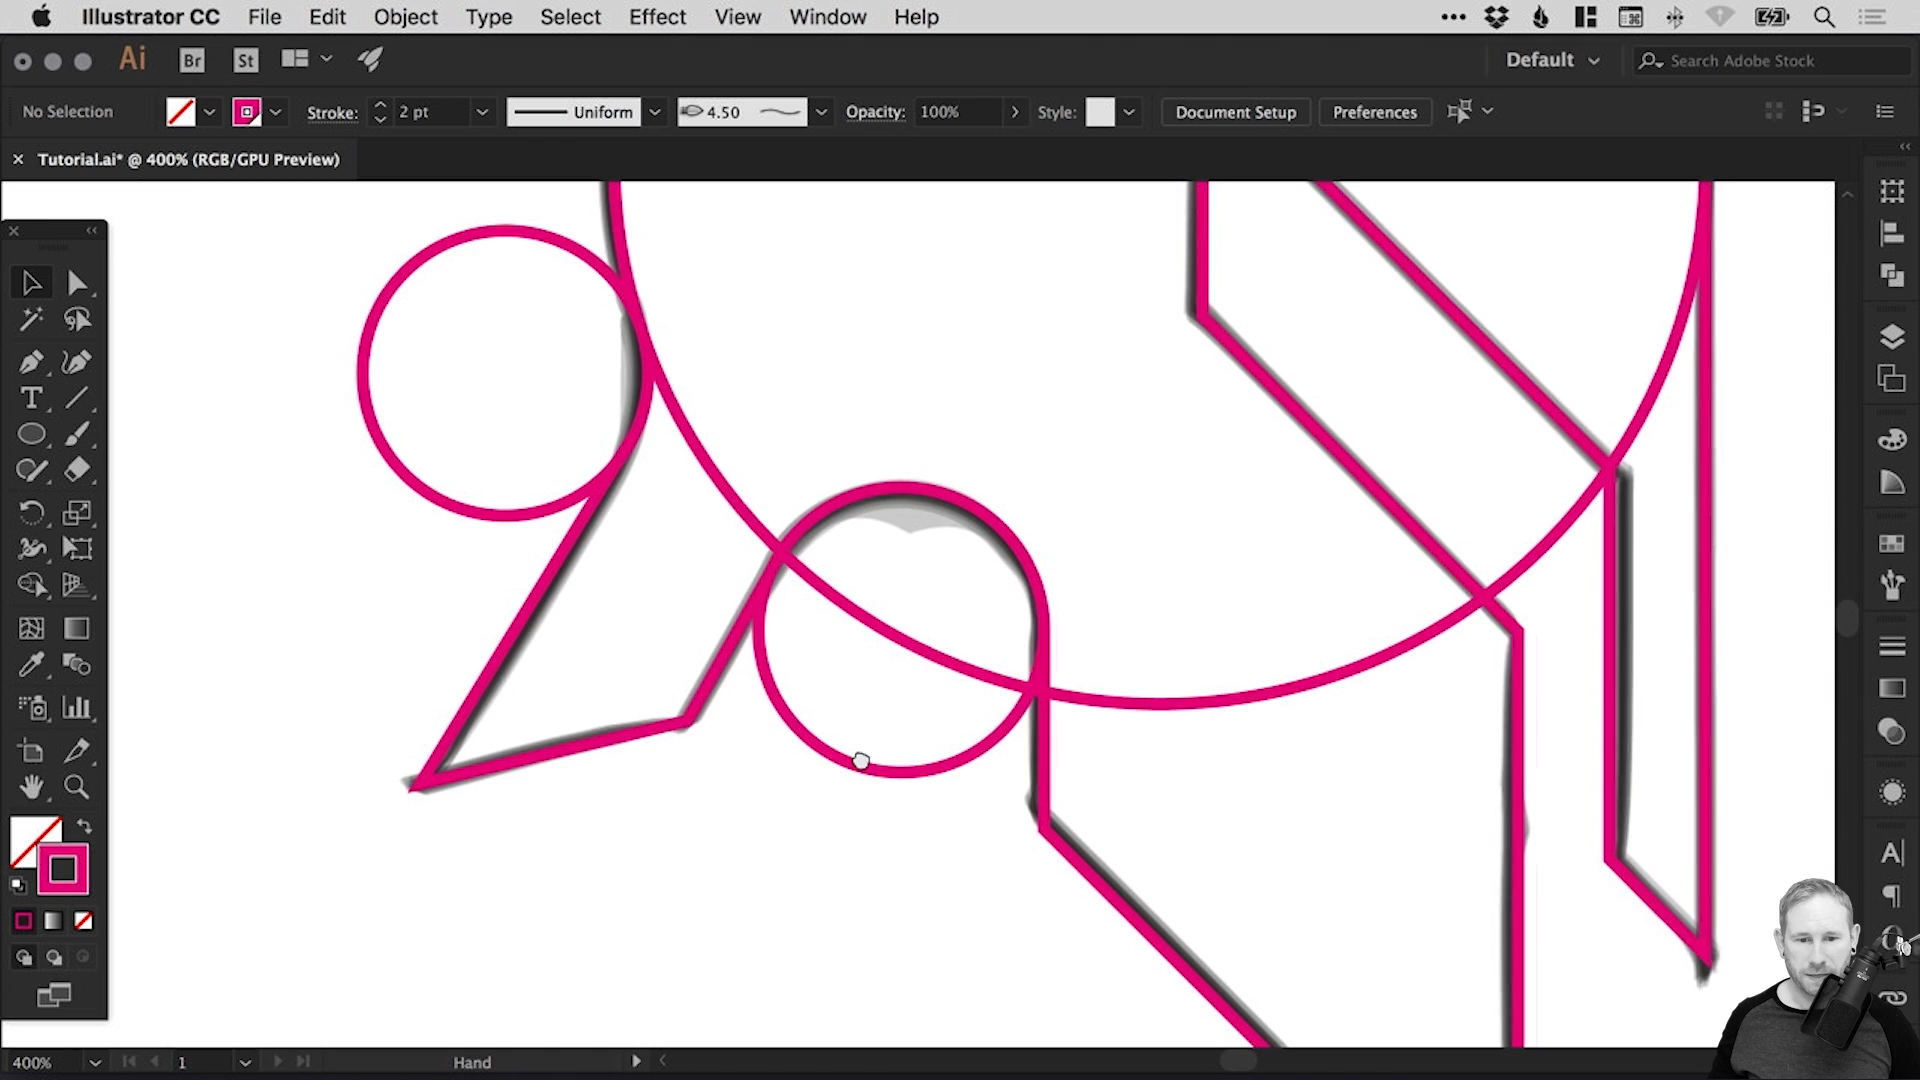 Illustrator CC File Edit Object Type Select Effect View Window Help
Ai Br St Default Search Adobe Stock
No Selection Stroke: 2 pt Uniform 4.50 Opacity: 100% Style: Document Setup Preferences
× Tutorial.ai* @ 400% (RGB/GPU Preview)
T
A
400% 1 Hand